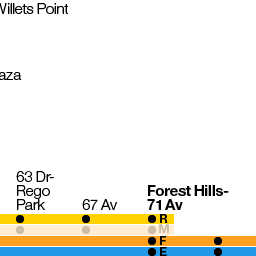 Willets Point
aza
63 Dr-
Rego
Park
67 Av
Forest Hills-
71 Av
R
M
F
E